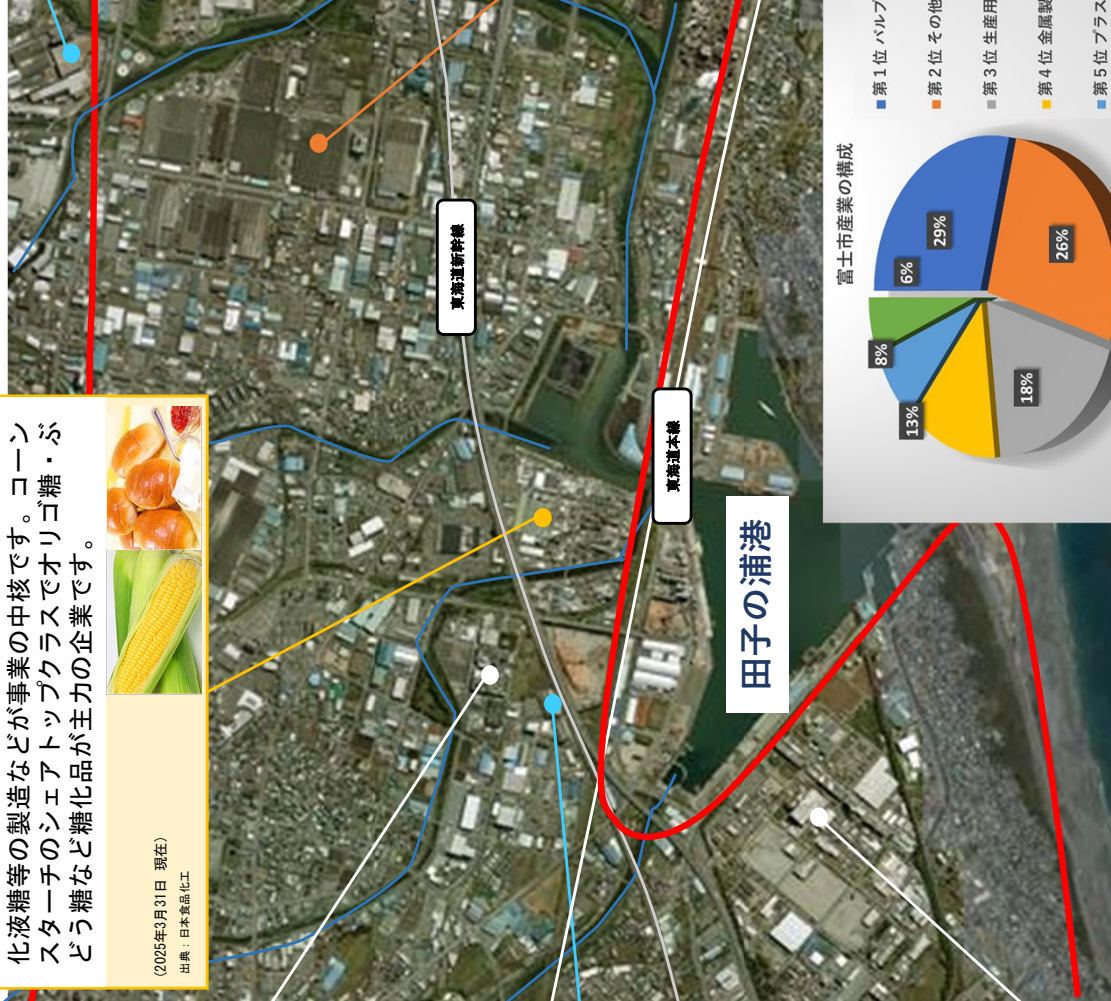 化液糖等の製造などが事業の中核です。コーン
スターチのシェアトップクラスでオリゴ糖・ぶ
どう糖など糖化品が主力の企業です。
(2025年3月31日 現在)
出典：日本食品化工
東海道新幹線
東海道本線
田子の浦港
富士市産業の構成
29%
26%
18%
13%
8%
6%
第1位 パルプ
第2位 その他
第3位 生産用
第4位 金属製
第5位 プラス